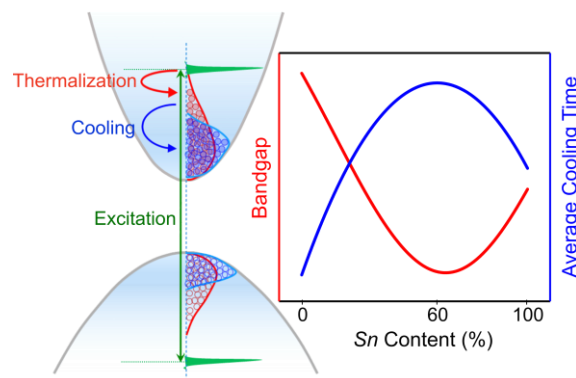 Thermalization
Cooling
Excitation
Bandgap
Average Cooling Time
0
60
100
Sn Content (%)